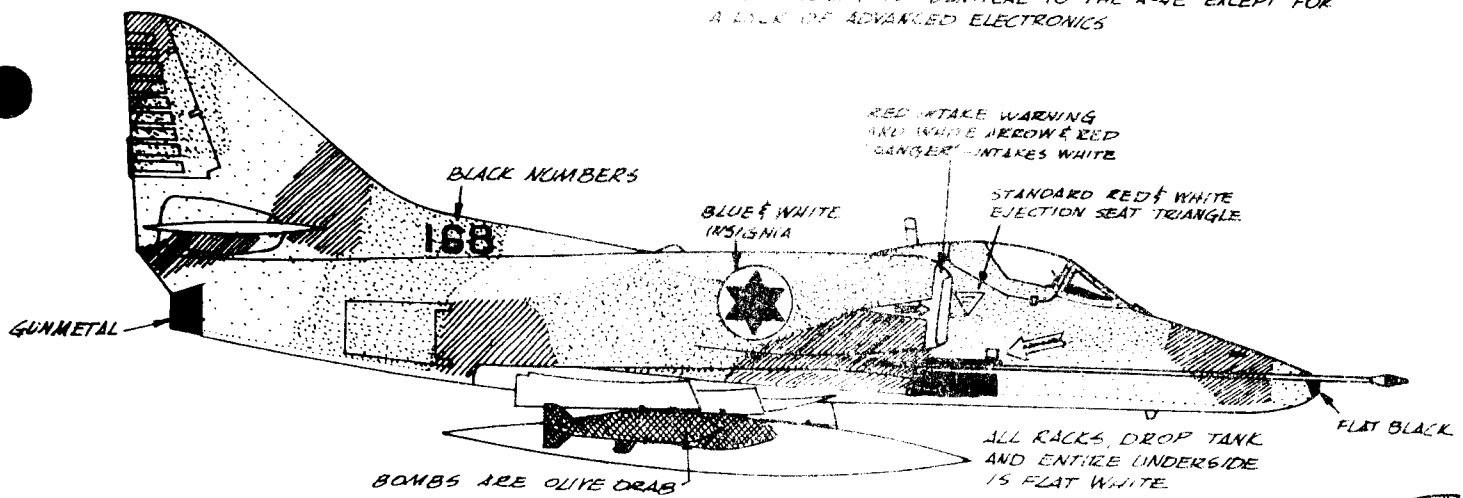 TO THE A-4E EXCEPT FOR
A LACK OF ADVANCED ELECTRONICS
RED INTAKE WARNING
AND WHITE ARROW & RED
"DANGER" - INTAKES WHITE
BLACK NUMBERS
STANDARD RED & WHITE
EJECTION SEAT TRIANGLE
BLUE & WHITE
INSIGNIA
168
GUNMETAL
FLAT BLACK
ALL RACKS, DROP TANK
AND ENTIRE UNDERSIDE
IS FLAT WHITE
BOMBS ARE OLIVE DRAB